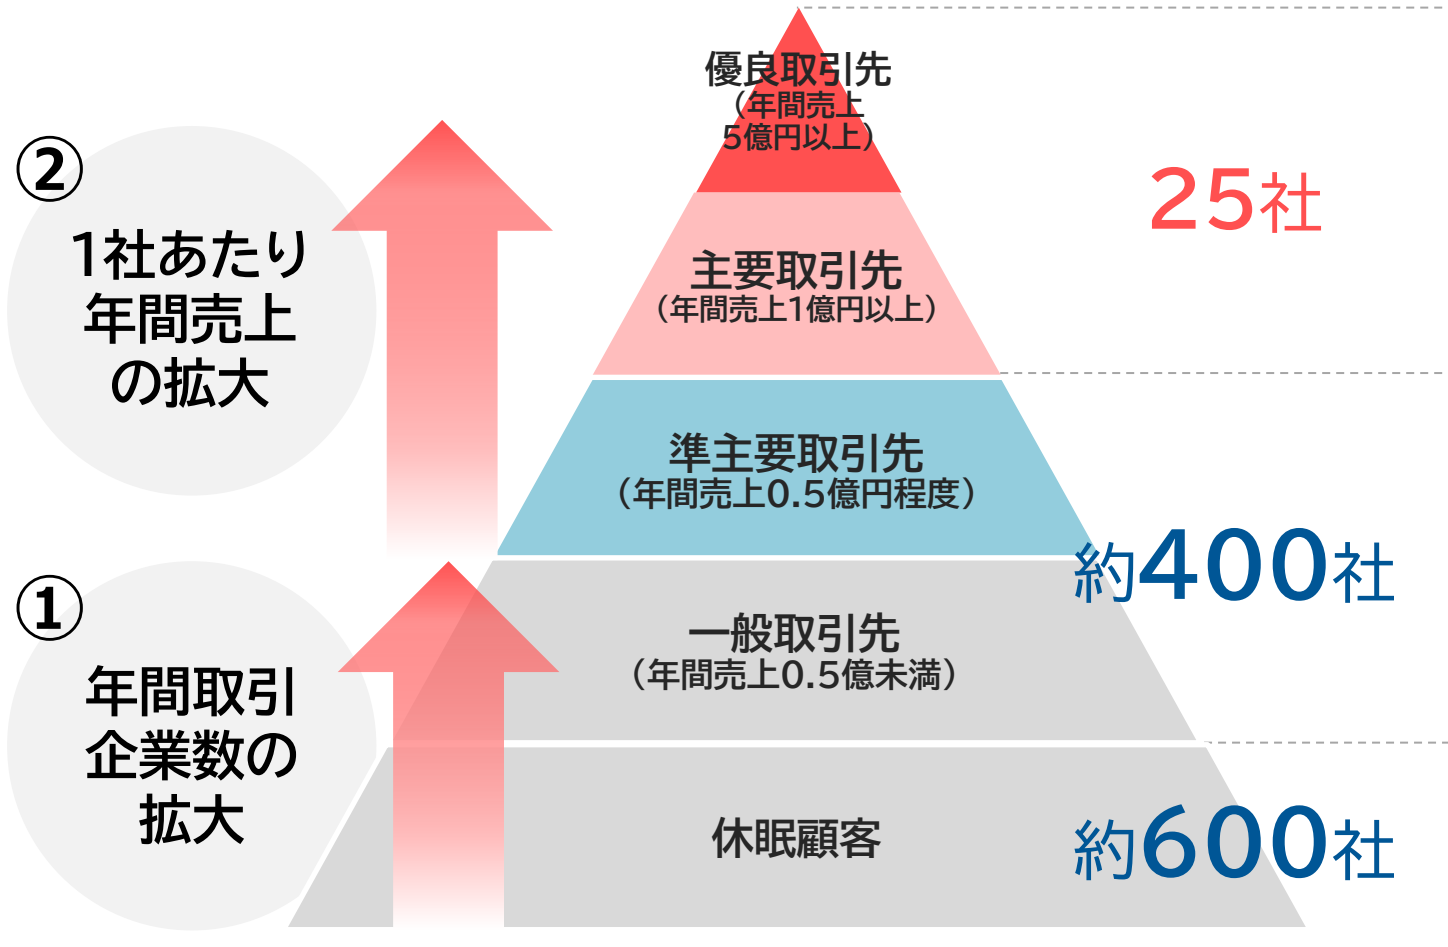 優良取引先
（年間売上
5億円以上）
25社
②
1社あたり
年間売上
の拡大
主要取引先
（年間売上1億円以上）
準主要取引先
（年間売上0.5億円程度）
約400社
①
年間取引
企業数の
拡大
一般取引先
（年間売上0.5億未満）
休眠顧客
約600社